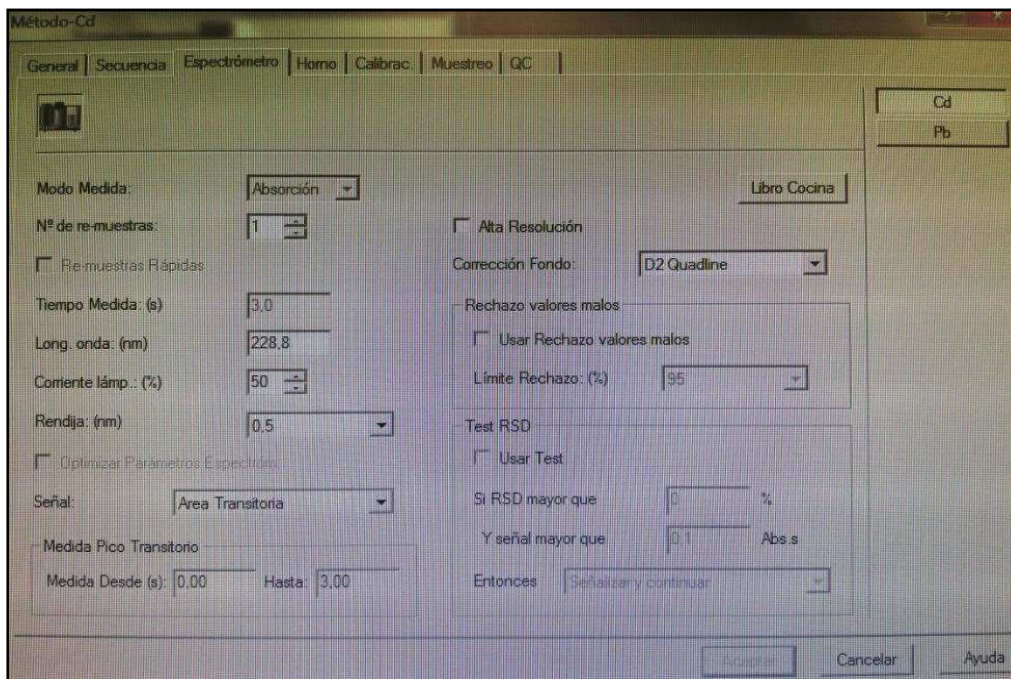 Método-Cd
General Secuencia Espectrómetro Horno Calibrac. Muestreo QC
Cd
Pb
Modo Medida: Absorción
Libro Cocina
Nº de re-muestras: 1
Alta Resolución
Re-muestras Rápidas
Corrección Fondo: D2 Quadline
Tiempo Medida: (s) 3,0
Rechazo valores malos
Long. onda: (nm) 228,8
Usar Rechazo valores malos
Corriente lámp.: (%) 50
Límite Rechazo: (%) 95
Rendija: (nm) 0,5
Test RSD
Optimizar Parámetros Espectróm.
Usar Test
Señal: Area Transitoria
Si RSD mayor que 0 %
Medida Pico Transitorio
Y señal mayor que 0,1 Abs.s
Medida Desde (s): 0,00 Hasta: 3,00
Entonces Señalizar y continuar
Aceptar Cancelar Ayuda